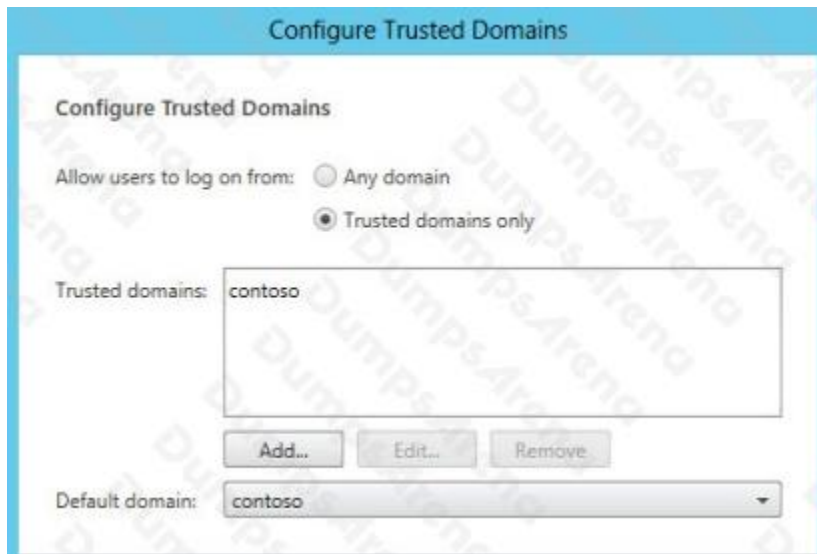 Configure Trusted Domains
Configure Trusted Domains
Allow users to log on from: Any domain
Trusted domains only
Trusted domains: contoso
Add... Edit... Remove
Default domain: contoso
DumpsArena